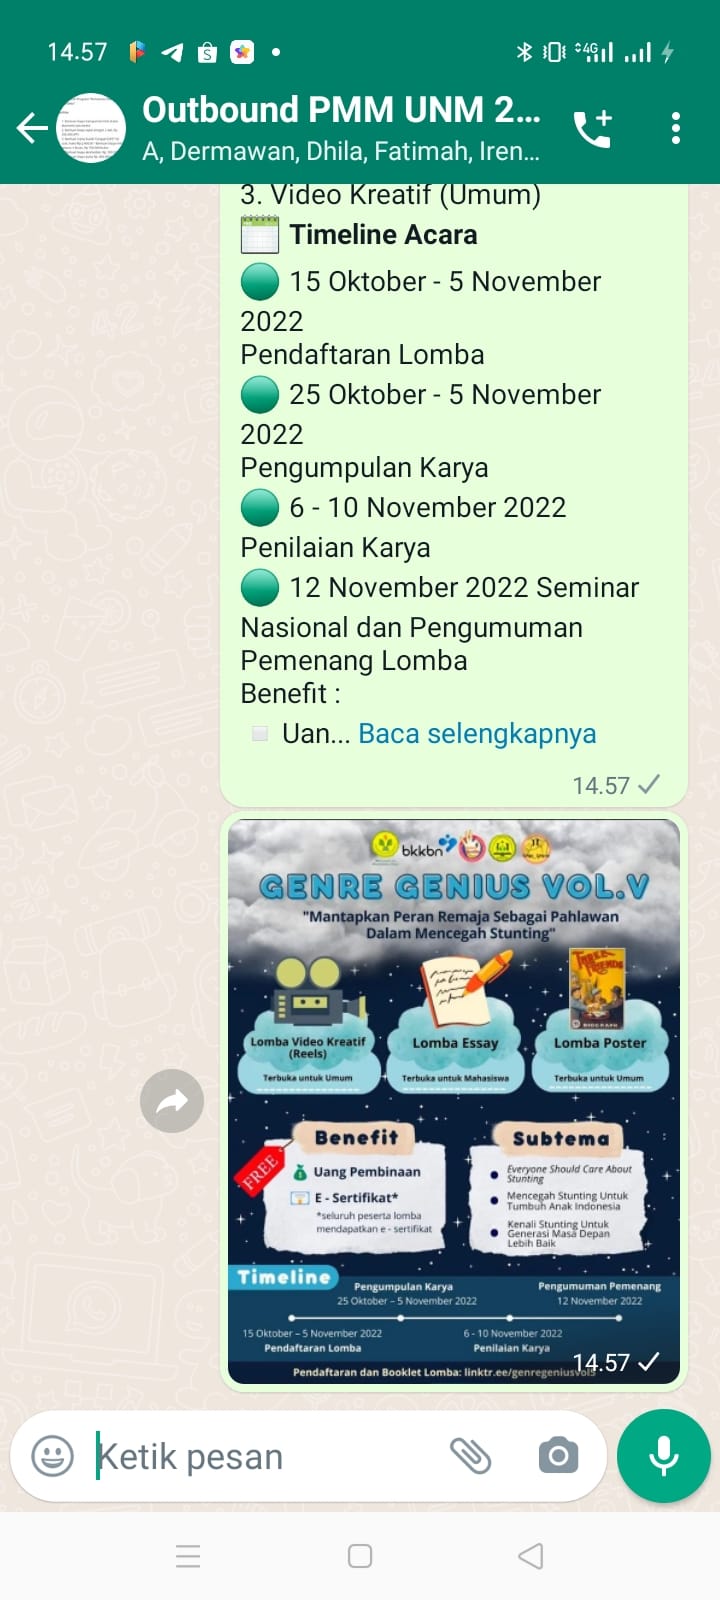 14.57
4G
Outbound PMM UNM 2...
A, Dermawan, Dhila, Fatimah, Iren...
3. Video Kreatif (Umum)
Timeline Acara
15 Oktober - 5 November
2022
Pendaftaran Lomba
25 Oktober - 5 November
2022
Pengumpulan Karya
6 - 10 November 2022
Penilaian Karya
12 November 2022 Seminar
Nasional dan Pengumuman
Pemenang Lomba
Benefit :
Uan... Baca selengkapnya
14.57
bkkbn
GENRE GENIUS VOL.V
"Mantapkan Peran Remaja Sebagai Pahlawan
Dalam Mencegah Stunting"
THREE
FRIENDS
BIOGRAPH
Lomba Video Kreatif
(Reels)
Terbuka untuk Umum
Lomba Essay
Terbuka untuk Mahasiswa
Lomba Poster
Terbuka untuk Umum
FREE
Benefit
Uang Pembinaan
E - Sertifikat*
*seluruh peserta lomba
mendapatkan e - sertifikat
Subtema
Everyone Should Care About
Stunting
Mencegah Stunting Untuk
Tumbuh Anak Indonesia
Kenali Stunting Untuk
Generasi Masa Depan
Lebih Baik
Timeline
Pengumpulan Karya
25 Oktober – 5 November 2022
Pengumuman Pemenang
12 November 2022
15 Oktober – 5 November 2022
Pendaftaran Lomba
6 - 10 November 2022
Penilaian Karya
14.57
Pendaftaran dan Booklet Lomba: linktr.ee/genregeniusvol5
Ketik pesan